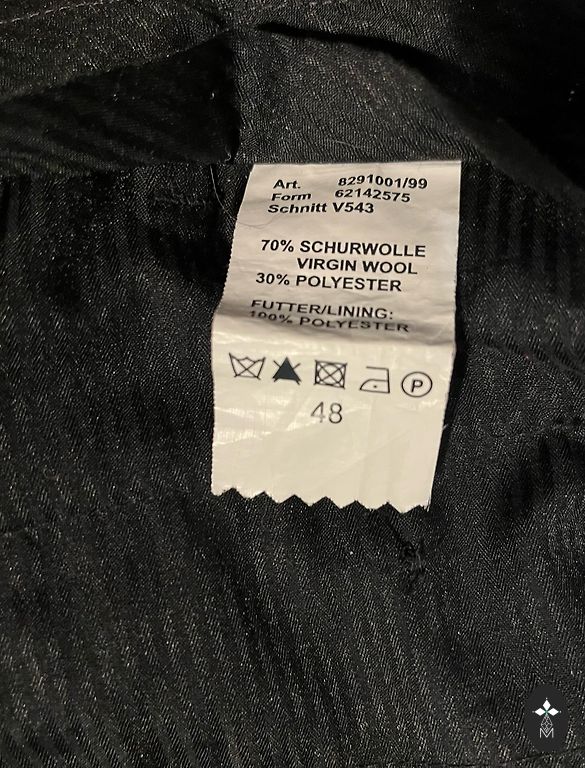 Art. 8291001/99
Form 62142575
Schnitt V543
70% SCHURWOLLE
VIRGIN WOOL
30% POLYESTER
FUTTER/LINING:
100% POLYESTER
P
48
M